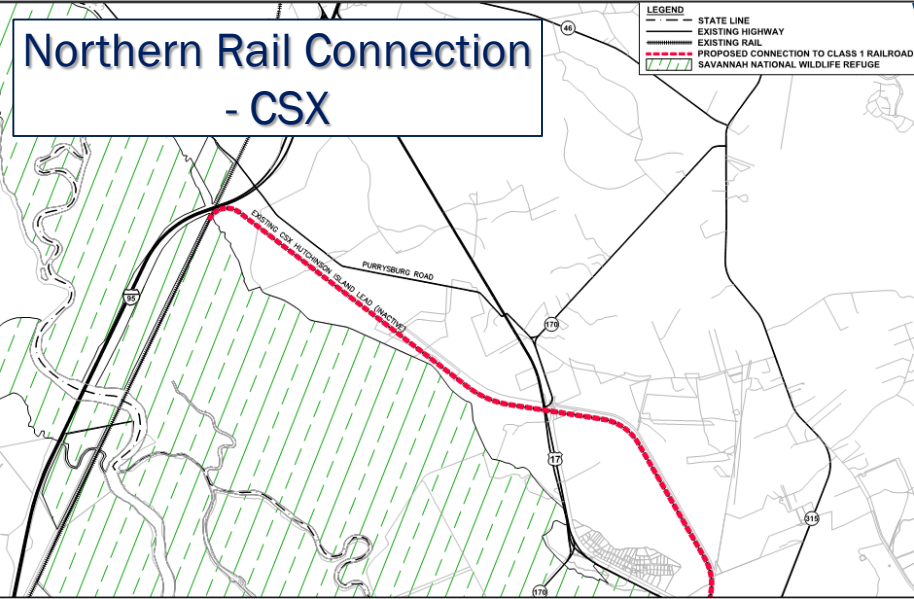 Northern Rail Connection
- CSX
LEGEND
STATE LINE
EXISTING HIGHWAY
EXISTING RAIL
PROPOSED CONNECTION TO CLASS 1 RAILROAD
SAVANNAH NATIONAL WILDLIFE REFUGE
46
EXISTING CSX HUTCHINSON ISLAND LEAD (INACTIVE)
PURRYSBURG ROAD
95
170
17
315
170